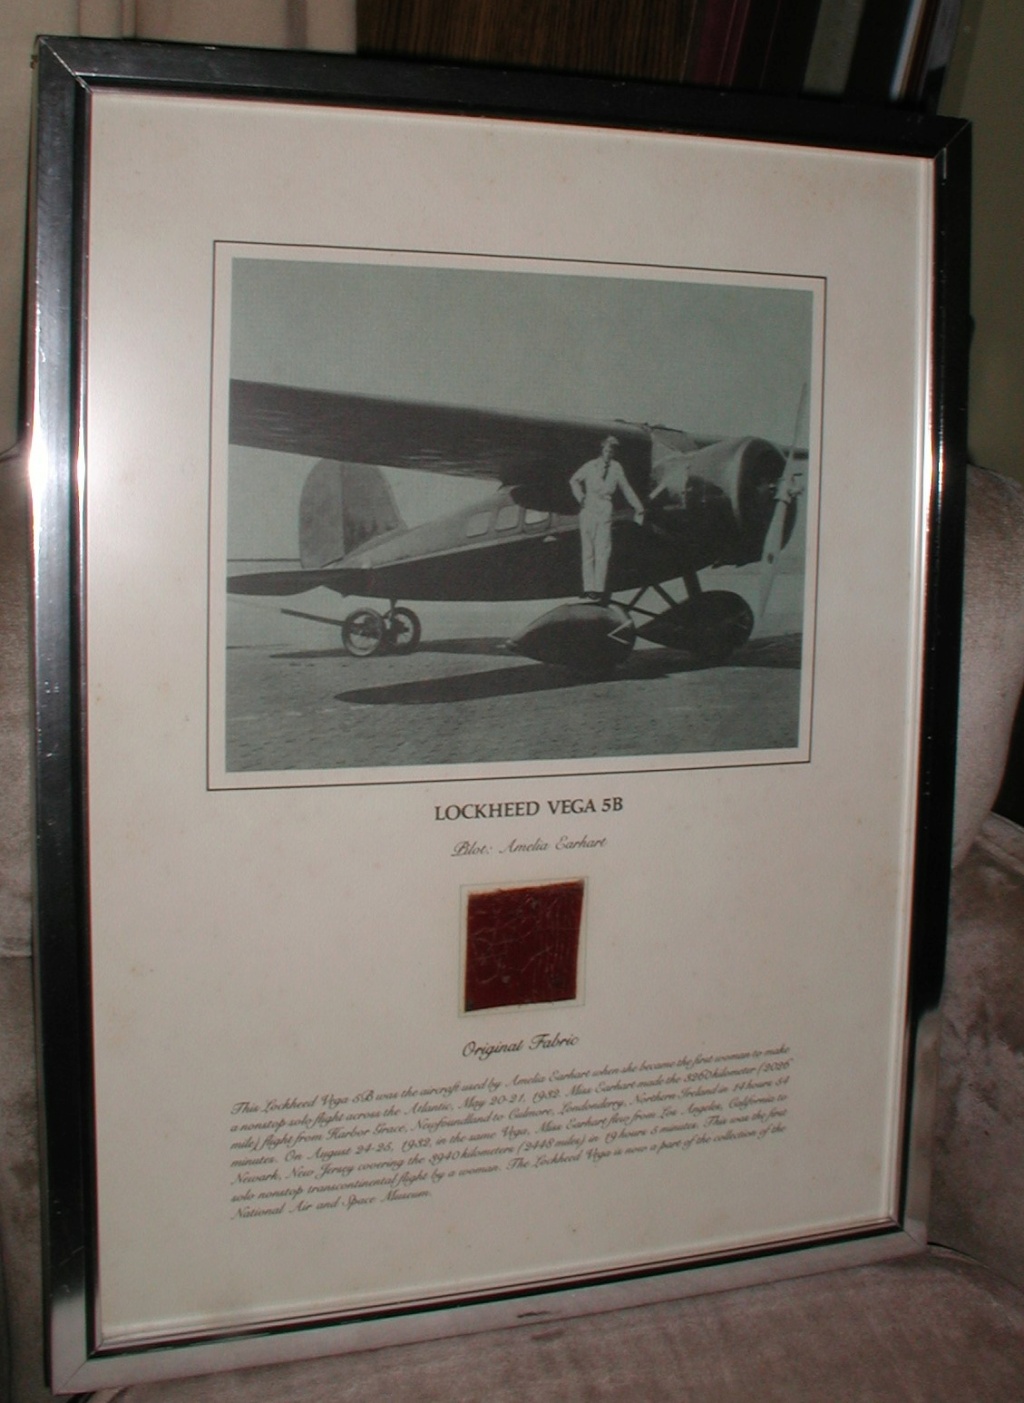 LOCKHEED VEGA 5B
Pilot: Amelia Earhart
Original Fabric
This Lockheed Vega 5B was the aircraft used by Amelia Earhart when she became the first woman to make
a nonstop solo flight across the Atlantic, May 20-21, 1932. Miss Earhart made the 3260 kilometer (2026
mile) flight from Harbor Grace, Newfoundland to Culmore, Londonderry, Northern Ireland in 14 hours 54
minutes. On August 24-25, 1932, in the same Vega, Miss Earhart flew from Los Angeles, California to
Newark, New Jersey covering the 3940 kilometers (2448 miles) in 19 hours 5 minutes. This was the first
solo nonstop transcontinental flight by a woman. The Lockheed Vega is now a part of the collection of the
National Air and Space Museum.